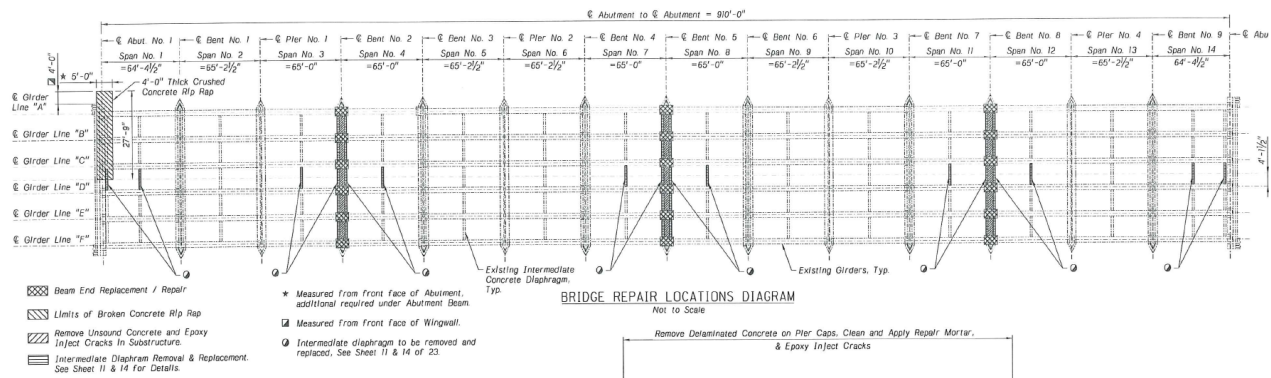 ℄ Abutment to ℄ Abutment = 910'-0"
℄ Abut. No. 1
℄ Bent No. 1
℄ Pier No. 1
℄ Bent No. 2
℄ Bent No. 3
℄ Pier No. 2
℄ Bent No. 4
℄ Bent No. 5
℄ Bent No. 6
℄ Pier No. 3
℄ Bent No. 7
℄ Bent No. 8
℄ Pier No. 4
℄ Bent No. 9
℄ Abu
Span No. 1
Span No. 2
Span No. 3
Span No. 4
Span No. 5
Span No. 6
Span No. 7
Span No. 8
Span No. 9
Span No. 10
Span No. 11
Span No. 12
Span No. 13
Span No. 14
=64'-4½"
=65'-2½"
=65'-0"
=65'-0"
=65'-2½"
=65'-2½"
=65'-0"
=65'-0"
=65'-2½"
=65'-2½"
=65'-0"
=65'-0"
=65'-2½"
64'-4½"
4'-0"
★ 5'-0"
4'-0" Thick Crushed
Concrete Rip Rap
27'-9"
4'-1½"
℄ Girder
Line "A"
℄ Girder Line "B"
℄ Girder Line "C"
℄ Girder Line "D"
℄ Girder Line "E"
℄ Girder Line "F"
Existing Intermediate
Concrete Diaphragm,
Typ.
Existing Girders, Typ.
Beam End Replacement / Repair
Limits of Broken Concrete Rip Rap
Remove Unsound Concrete and Epoxy
Inject Cracks in Substructure.
Intermediate Diaphram Removal & Replacement.
See Sheet 11 & 14 for Details.
★ Measured from front face of Abutment,
additional required under Abutment Beam.
Measured from front face of Wingwall.
Intermediate diaphragm to be removed and
replaced, See Sheet 11 & 14 of 23.
BRIDGE REPAIR LOCATIONS DIAGRAM
Not to Scale
Remove Delaminated Concrete on Pier Caps, Clean and Apply Repair Mortar,
& Epoxy Inject Cracks